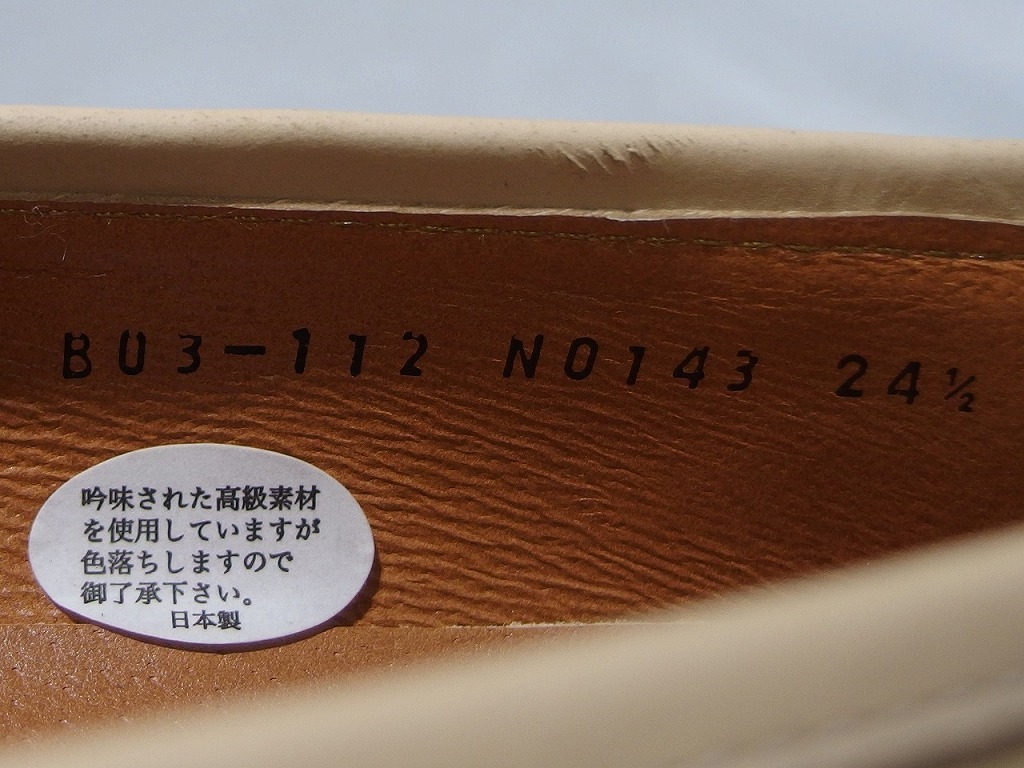 BU3-112 NO143 24½
吟味された高級素材
を使用していますが
色落ちしますので
御了承下さい。
日本製